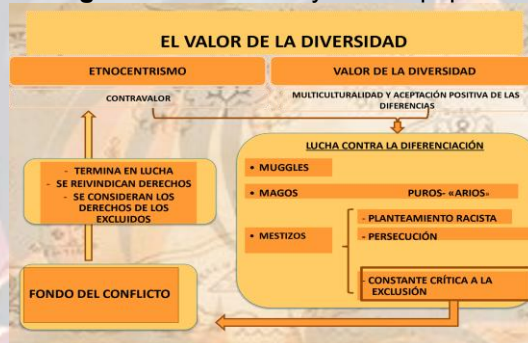 EL VALOR DE LA DIVERSIDAD
ETNOCENTRISMO
VALOR DE LA DIVERSIDAD
CONTRAVALOR
MULTICULTURALIDAD Y ACEPTACIÓN POSITIVA DE LAS
DIFERENCIAS
LUCHA CONTRA LA DIFERENCIACIÓN
• MUGGLES
• MAGOS PUROS- «ARIOS»
- PLANTEAMIENTO RACISTA
• MESTIZOS - PERSECUCIÓN
- CONSTANTE CRÍTICA A LA
EXCLUSIÓN
- TERMINA EN LUCHA
- SE REIVINDICAN DERECHOS
- SE CONSIDERAN LOS
DERECHOS DE LOS
EXCLUIDOS
FONDO DEL CONFLICTO